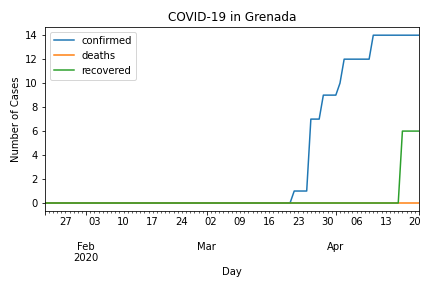 COVID-19 in Grenada
confirmed
deaths
recovered
Number of Cases
14
12
10
8
6
4
2
0
27 03 10 17 24 02 09 16 23 30 06 13 20
Feb Mar Apr
2020
Day